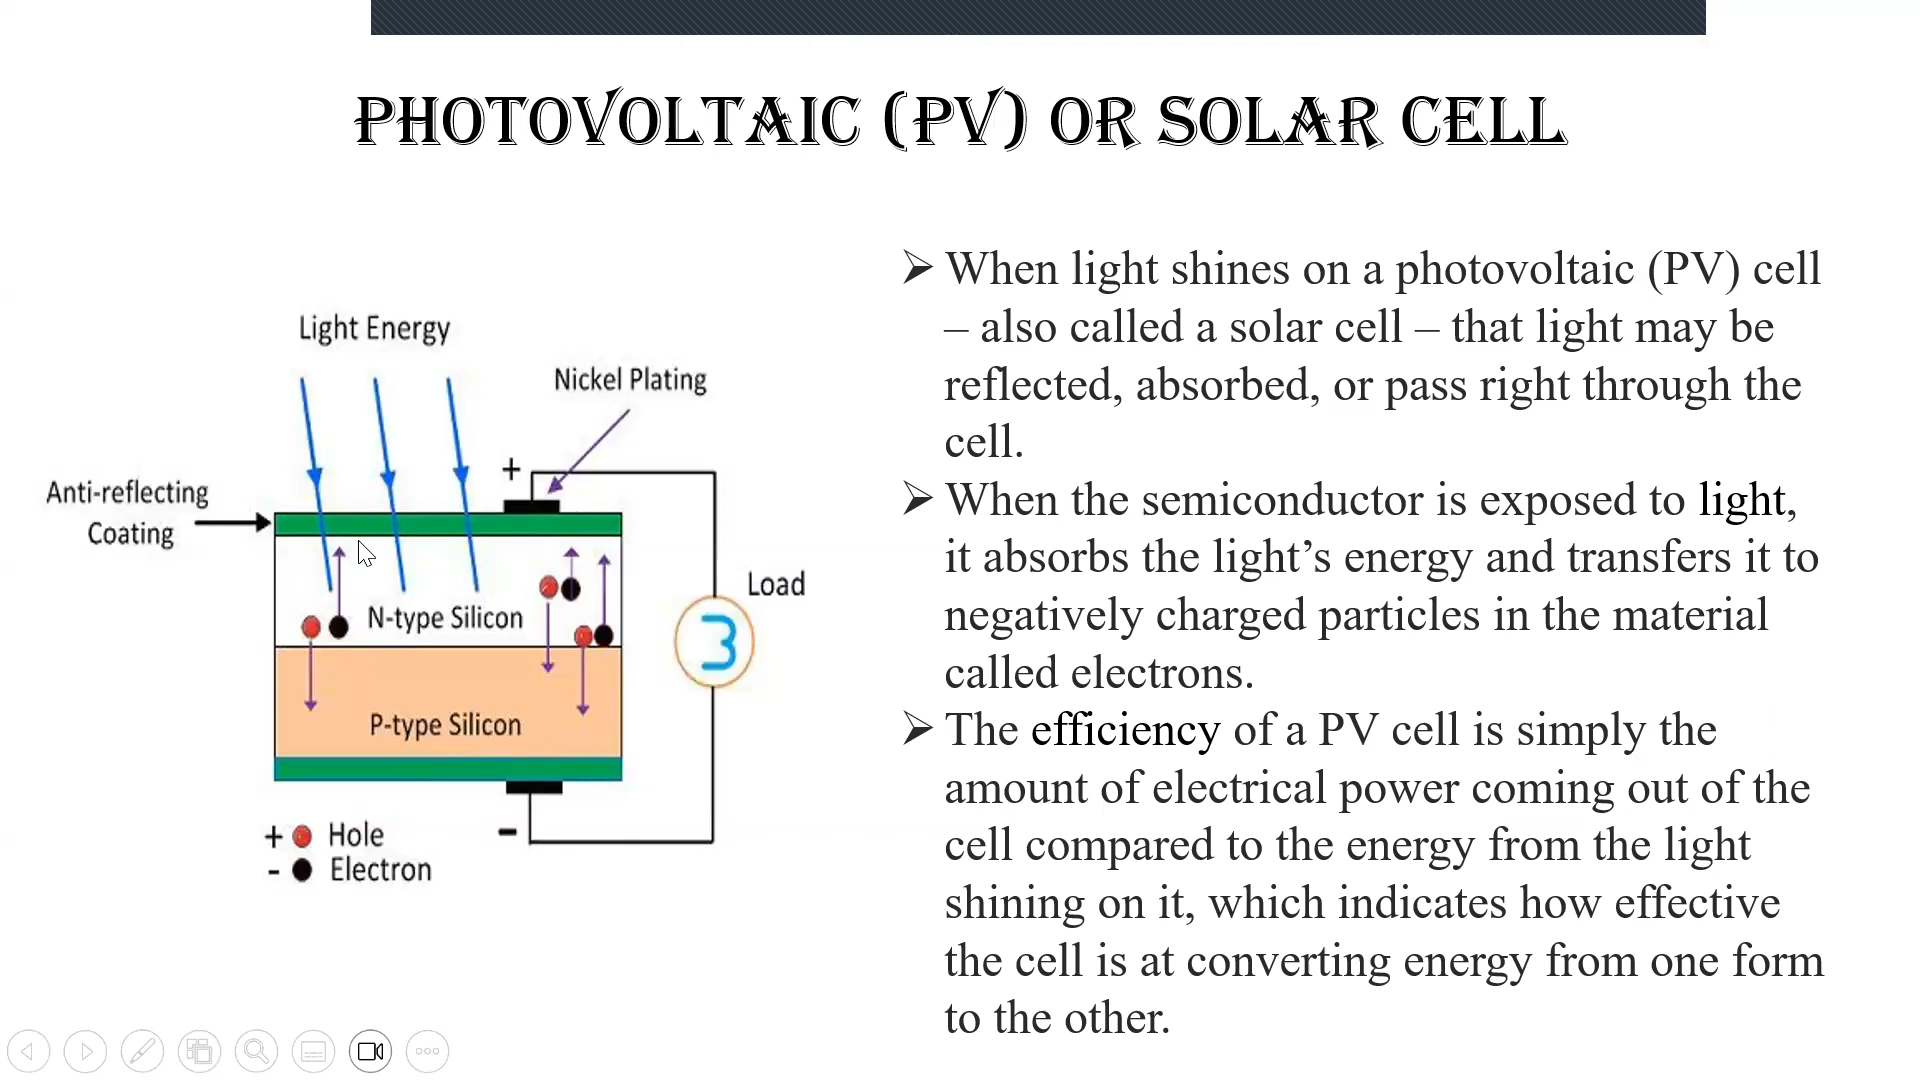 PHOTOVOLTAIC (PV) OR SOLAR CELL
Light Energy
Nickel Plating
+
Anti-reflecting
Coating
Load
3
N-type Silicon
P-type Silicon
+ Hole
-
- Electron
➢ When light shines on a photovoltaic (PV) cell
– also called a solar cell – that light may be
reflected, absorbed, or pass right through the
cell.
➢ When the semiconductor is exposed to light,
it absorbs the light’s energy and transfers it to
negatively charged particles in the material
called electrons.
➢ The efficiency of a PV cell is simply the
amount of electrical power coming out of the
cell compared to the energy from the light
shining on it, which indicates how effective
the cell is at converting energy from one form
to the other.